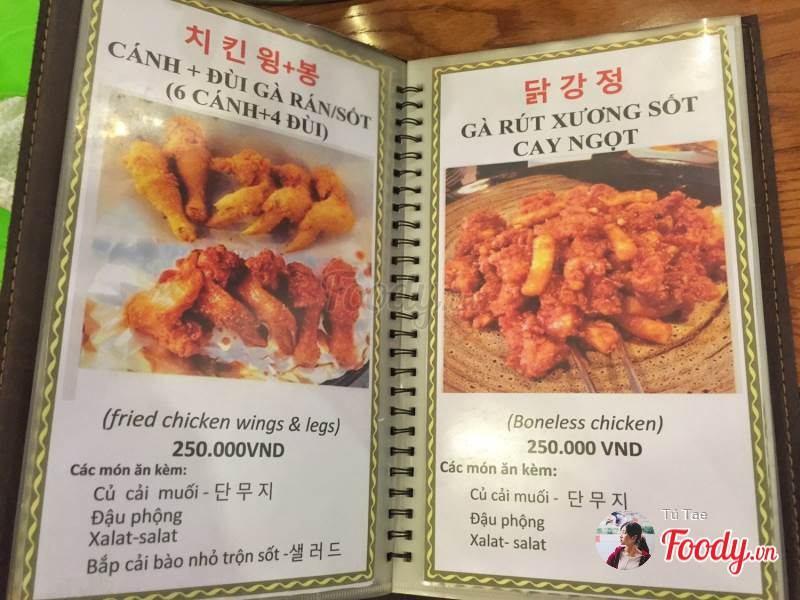 치킨윙+봉
CÁNH + ĐÙI GÀ RÁN/SỐT
(6 CÁNH+4 ĐÙI)
(fried chicken wings & legs)
250.000VND
Các món ăn kèm:
Củ cải muối - 단무지
Đậu phộng
Xalat-salat
Bắp cải bào nhỏ trộn sốt -샐러드
닭강정
GÀ RÚT XƯƠNG SỐT
CAY NGỌT
(Boneless chicken)
250.000 VND
Các món ăn kèm:
Củ cải muối - 단무지
Đậu phộng
Xalat- salat
Tú Tae
Foody.vn
Foody.vn